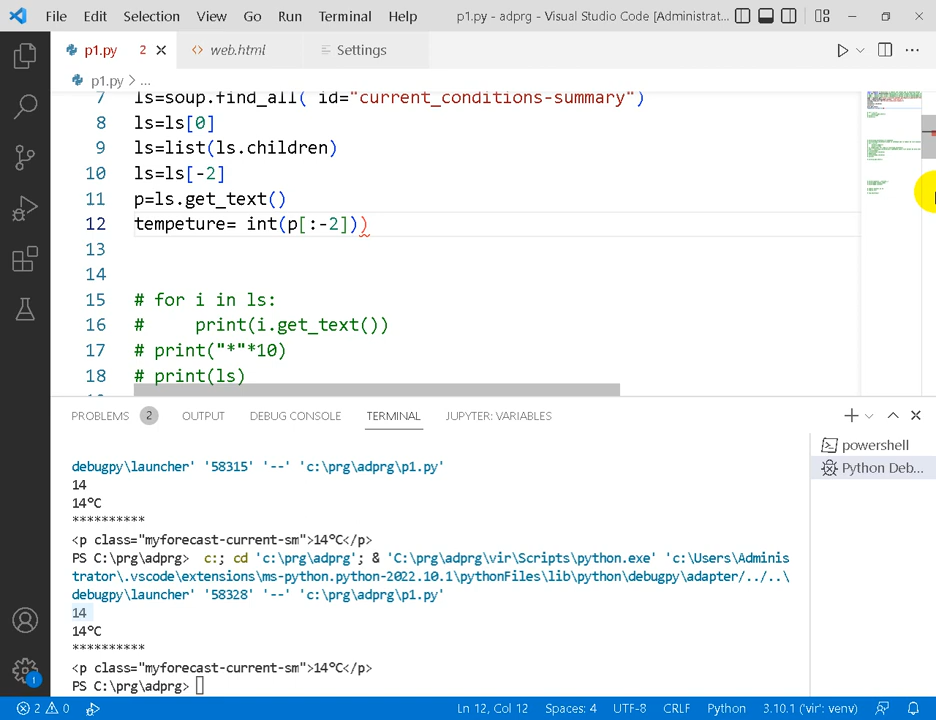 File Edit Selection View Go Run Terminal Help p1.py - adprg - Visual Studio Code [Administrat...
p1.py 2 web.html Settings
p1.py > ...
7 ls=soup.find_all( id="current_conditions-summary")
8 ls=ls[0]
9 ls=list(ls.children)
10 ls=ls[-2]
11 p=ls.get_text()
12 tempeture= int(p[:-2]))
13
14
15 # for i in ls:
16 #     print(i.get_text())
17 # print("*"*10)
18 # print(ls)
PROBLEMS 2 OUTPUT DEBUG CONSOLE TERMINAL JUPYTER: VARIABLES
powershell
Python Deb...
debugpy\launcher' '58315' '--' 'c:\prg\adprg\p1.py'
14
14°C
**********
<p class="myforecast-current-sm">14°C</p>
PS C:\prg\adprg>  c:; cd 'c:\prg\adprg'; & 'C:\prg\adprg\vir\Scripts\python.exe' 'c:\Users\Adminis
trator\.vscode\extensions\ms-python.python-2022.10.1\pythonFiles\lib\python\debugpy\adapter/../..\
debugpy\launcher' '58328' '--' 'c:\prg\adprg\p1.py'
14
14°C
**********
<p class="myforecast-current-sm">14°C</p>
PS C:\prg\adprg>
1
2 0 Ln 12, Col 12 Spaces: 4 UTF-8 CRLF Python 3.10.1 ('vir': venv)